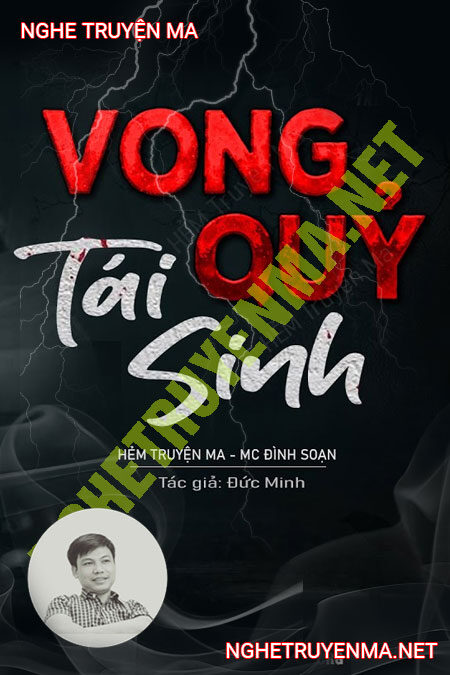 NGHE TRUYỆN MA
VONG
QUỶ
Tái
Sinh
NGHETRUYENMA.NET
HẺM TRUYỆN MA - MC ĐÌNH SOẠN
Tác giả: Đức Minh
NGHETRUYENMA.NET